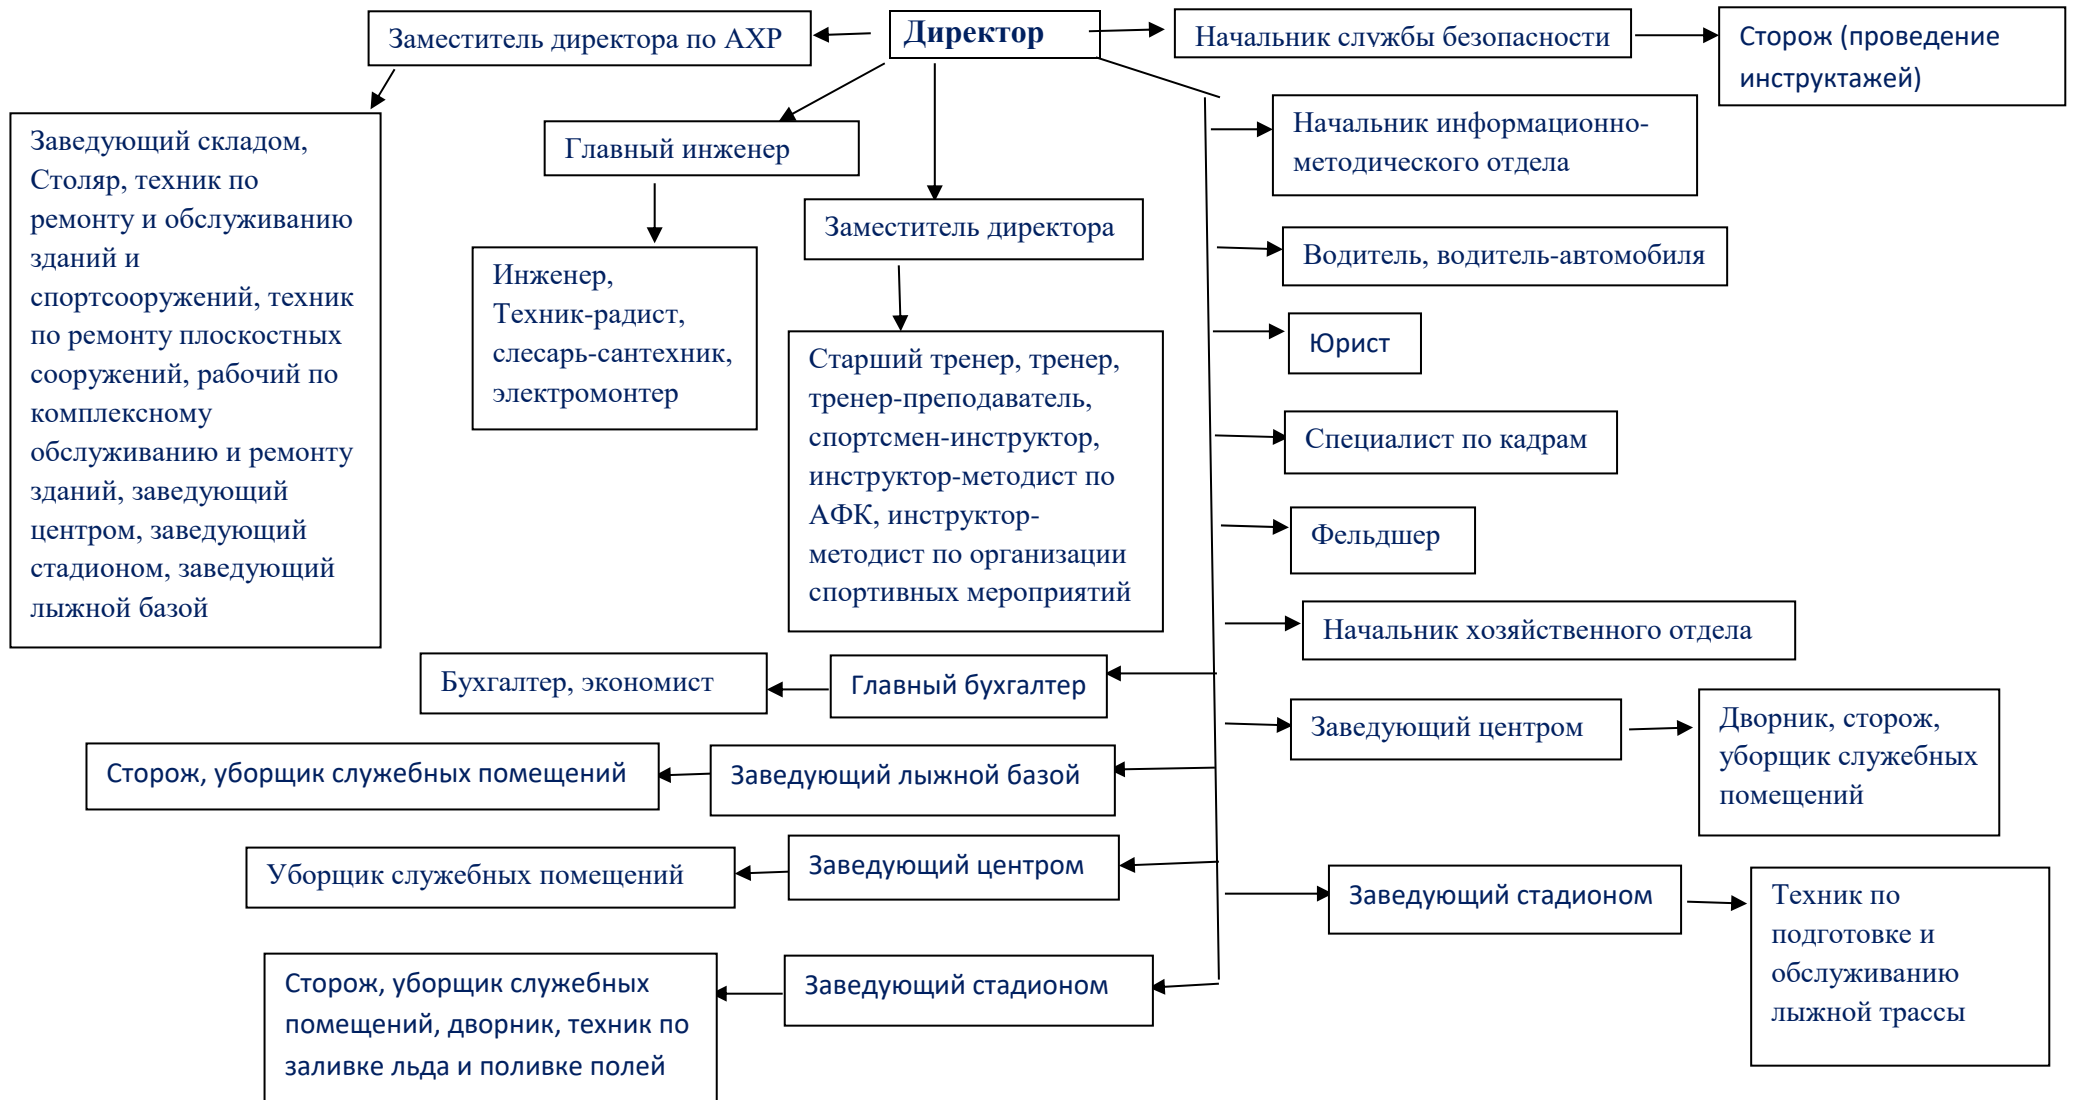 Директор
Заместитель директора по АХР
Начальник службы безопасности
Сторож (проведение
инструктажей)
Заведующий складом,
Столяр, техник по
ремонту и обслуживанию
зданий и
спортсооружений, техник
по ремонту плоскостных
сооружений, рабочий по
комплексному
обслуживанию и ремонту
зданий, заведующий
центром, заведующий
стадионом, заведующий
лыжной базой
Главный инженер
Инженер,
Техник-радист,
слесарь-сантехник,
электромонтер
Заместитель директора
Старший тренер, тренер,
тренер-преподаватель,
спортсмен-инструктор,
инструктор-методист по
АФК, инструктор-
методист по организации
спортивных мероприятий
Начальник информационно-
методического отдела
Водитель, водитель-автомобиля
Юрист
Специалист по кадрам
Фельдшер
Начальник хозяйственного отдела
Главный бухгалтер
Бухгалтер, экономист
Заведующий центром
Дворник, сторож,
уборщик служебных
помещений
Заведующий лыжной базой
Сторож, уборщик служебных помещений
Заведующий центром
Уборщик служебных помещений
Заведующий стадионом
Техник по
подготовке и
обслуживанию
лыжной трассы
Заведующий стадионом
Сторож, уборщик служебных
помещений, дворник, техник по
заливке льда и поливке полей